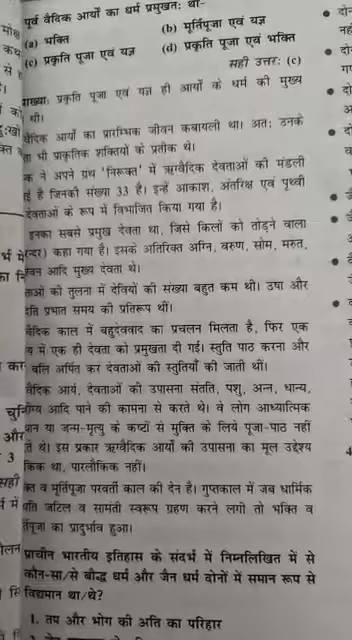 पूर्व वैदिक आर्यों का धर्म प्रमुखत: था-
(a) भक्ति (b) मूर्तिपूजा एवं यज्ञ
(c) प्रकृति पूजा एवं यज्ञ (d) प्रकृति पूजा एवं भक्ति
सही उत्तर: (c)
प्रकृति पूजा एवं यज्ञ ही आर्यों के धर्म की मुख्य
थी।
वैदिक आर्यों का प्रारम्भिक जीवन कबायली था। अत: उनके
ता भी प्राकृतिक शक्तियों के प्रतीक थे।
क ने अपने ग्रंथ 'निरूक्त' में ऋग्वैदिक देवताओं की मंडली
ई है जिनकी संख्या 33 है। इन्हें आकाश, अंतरिक्ष एवं पृथ्वी
देवताओं के रूप में विभाजित किया गया है।
इनका सबसे प्रमुख देवता था, जिसे किलों को तोड़ने वाला
कहा गया है। इसके अतिरिक्त अग्नि, वरुण, सोम, मरुत,
आदि मुख्य देवता थे।
ताओं की तुलना में देवियों की संख्या बहुत कम थी। उषा और
प्रभात समय की प्रतिरूप थीं।
वैदिक काल में बहुदेववाद का प्रचलन मिलता है, फिर एक
में एक ही देवता को प्रमुखता दी गई। स्तुति पाठ करना और
बलि अर्पित कर देवताओं की स्तुतियाँ की जाती थीं।
वैदिक आर्य, देवताओं की उपासना संतति, पशु, अन्न, धान्य,
आदि पाने की कामना से करते थे। वे लोग आध्यात्मिक
या जन्म-मृत्यु के कष्टों से मुक्ति के लिये पूजा-पाठ नहीं
थे। इस प्रकार ऋग्वैदिक आर्यों की उपासना का मूल उद्देश्य
था, पारलौकिक नहीं।
व मूर्तिपूजा परवर्ती काल की देन है। गुप्तकाल में जब धार्मिक
जटिल व सामंती स्वरूप ग्रहण करने लगी तो भक्ति व
का प्रादुर्भाव हुआ।
प्राचीन भारतीय इतिहास के संदर्भ में निम्नलिखित में से
कौन-सा/से बौद्ध धर्म और जैन धर्म दोनों में समान रूप से
विद्यमान था/थे?
1. तप और भोग की अति का परिहार